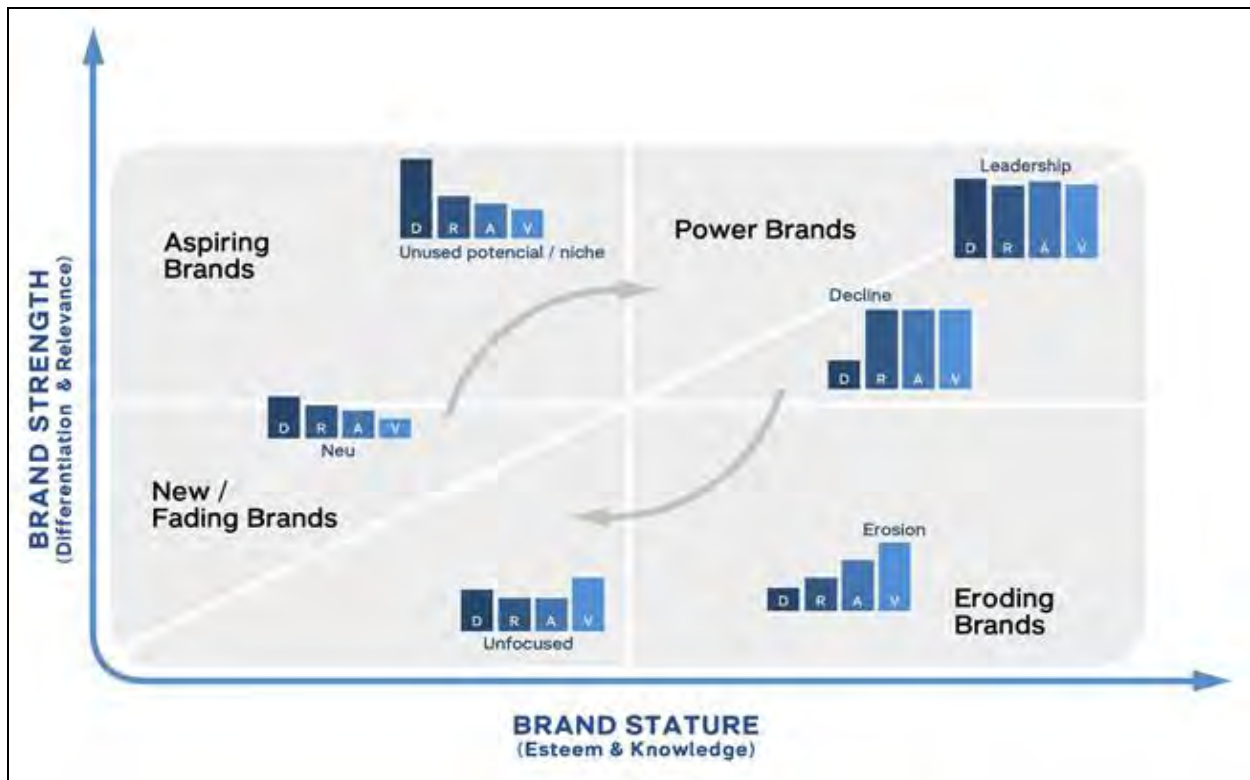 BRAND STRENGTH
(Differentiation & Relevance)
Aspiring
Brands
D R A V
Unused potencial / niche
Power Brands
Leadership
D R A V
Decline
D R A V
D R A V
Neu
New /
Fading Brands
D R A V
Unfocused
Erosion
D R A V
Eroding
Brands
BRAND STATURE
(Esteem & Knowledge)